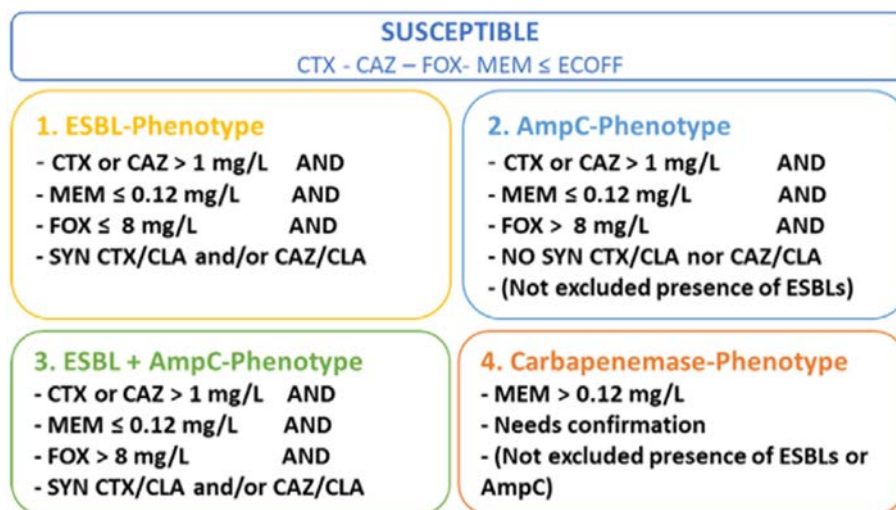 SUSCEPTIBLE
CTX - CAZ – FOX- MEM ≤ ECOFF
1. ESBL-Phenotype
- CTX or CAZ > 1 mg/L AND
- MEM ≤ 0.12 mg/L AND
- FOX ≤ 8 mg/L AND
- SYN CTX/CLA and/or CAZ/CLA
2. AmpC-Phenotype
- CTX or CAZ > 1 mg/L AND
- MEM ≤ 0.12 mg/L AND
- FOX > 8 mg/L AND
- NO SYN CTX/CLA nor CAZ/CLA
- (Not excluded presence of ESBLs)
3. ESBL + AmpC-Phenotype
- CTX or CAZ > 1 mg/L AND
- MEM ≤ 0.12 mg/L AND
- FOX > 8 mg/L AND
- SYN CTX/CLA and/or CAZ/CLA
4. Carbapenemase-Phenotype
- MEM > 0.12 mg/L
- Needs confirmation
- (Not excluded presence of ESBLs or
AmpC)